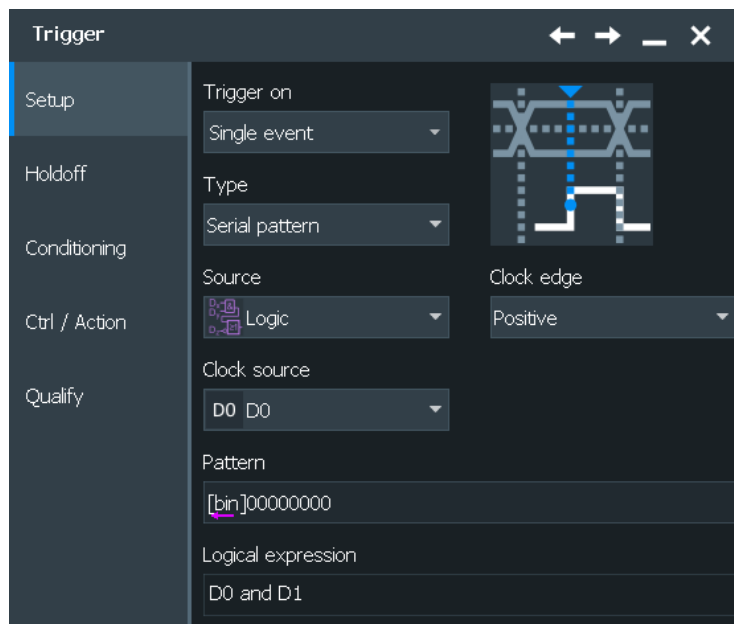 Trigger
Setup
Holdoff
Conditioning
Ctrl / Action
Qualify
Trigger on
Single event
Type
Serial pattern
Source
Logic
Clock edge
Positive
Clock source
D0 D0
Pattern
[bin]00000000
Logical expression
D0 and D1